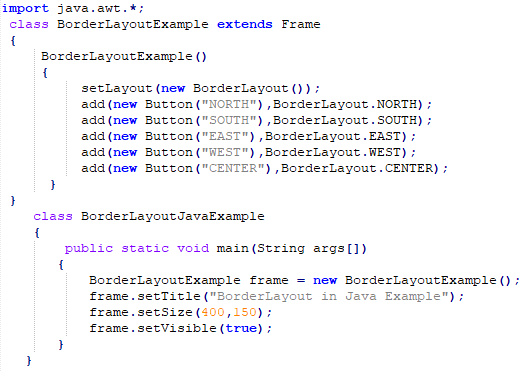 import java.awt.*;
class BorderLayoutExample extends Frame
{
BorderLayoutExample()
{
setLayout(new BorderLayout());
add(new Button("NORTH"),BorderLayout.NORTH);
add(new Button("SOUTH"),BorderLayout.SOUTH);
add(new Button("EAST"),BorderLayout.EAST);
add(new Button("WEST"),BorderLayout.WEST);
add(new Button("CENTER"),BorderLayout.CENTER);
}
}
class BorderLayoutJavaExample
{
public static void main(String args[])
{
BorderLayoutExample frame = new BorderLayoutExample();
frame.setTitle("BorderLayout in Java Example");
frame.setSize(400,150);
frame.setVisible(true);
}
}